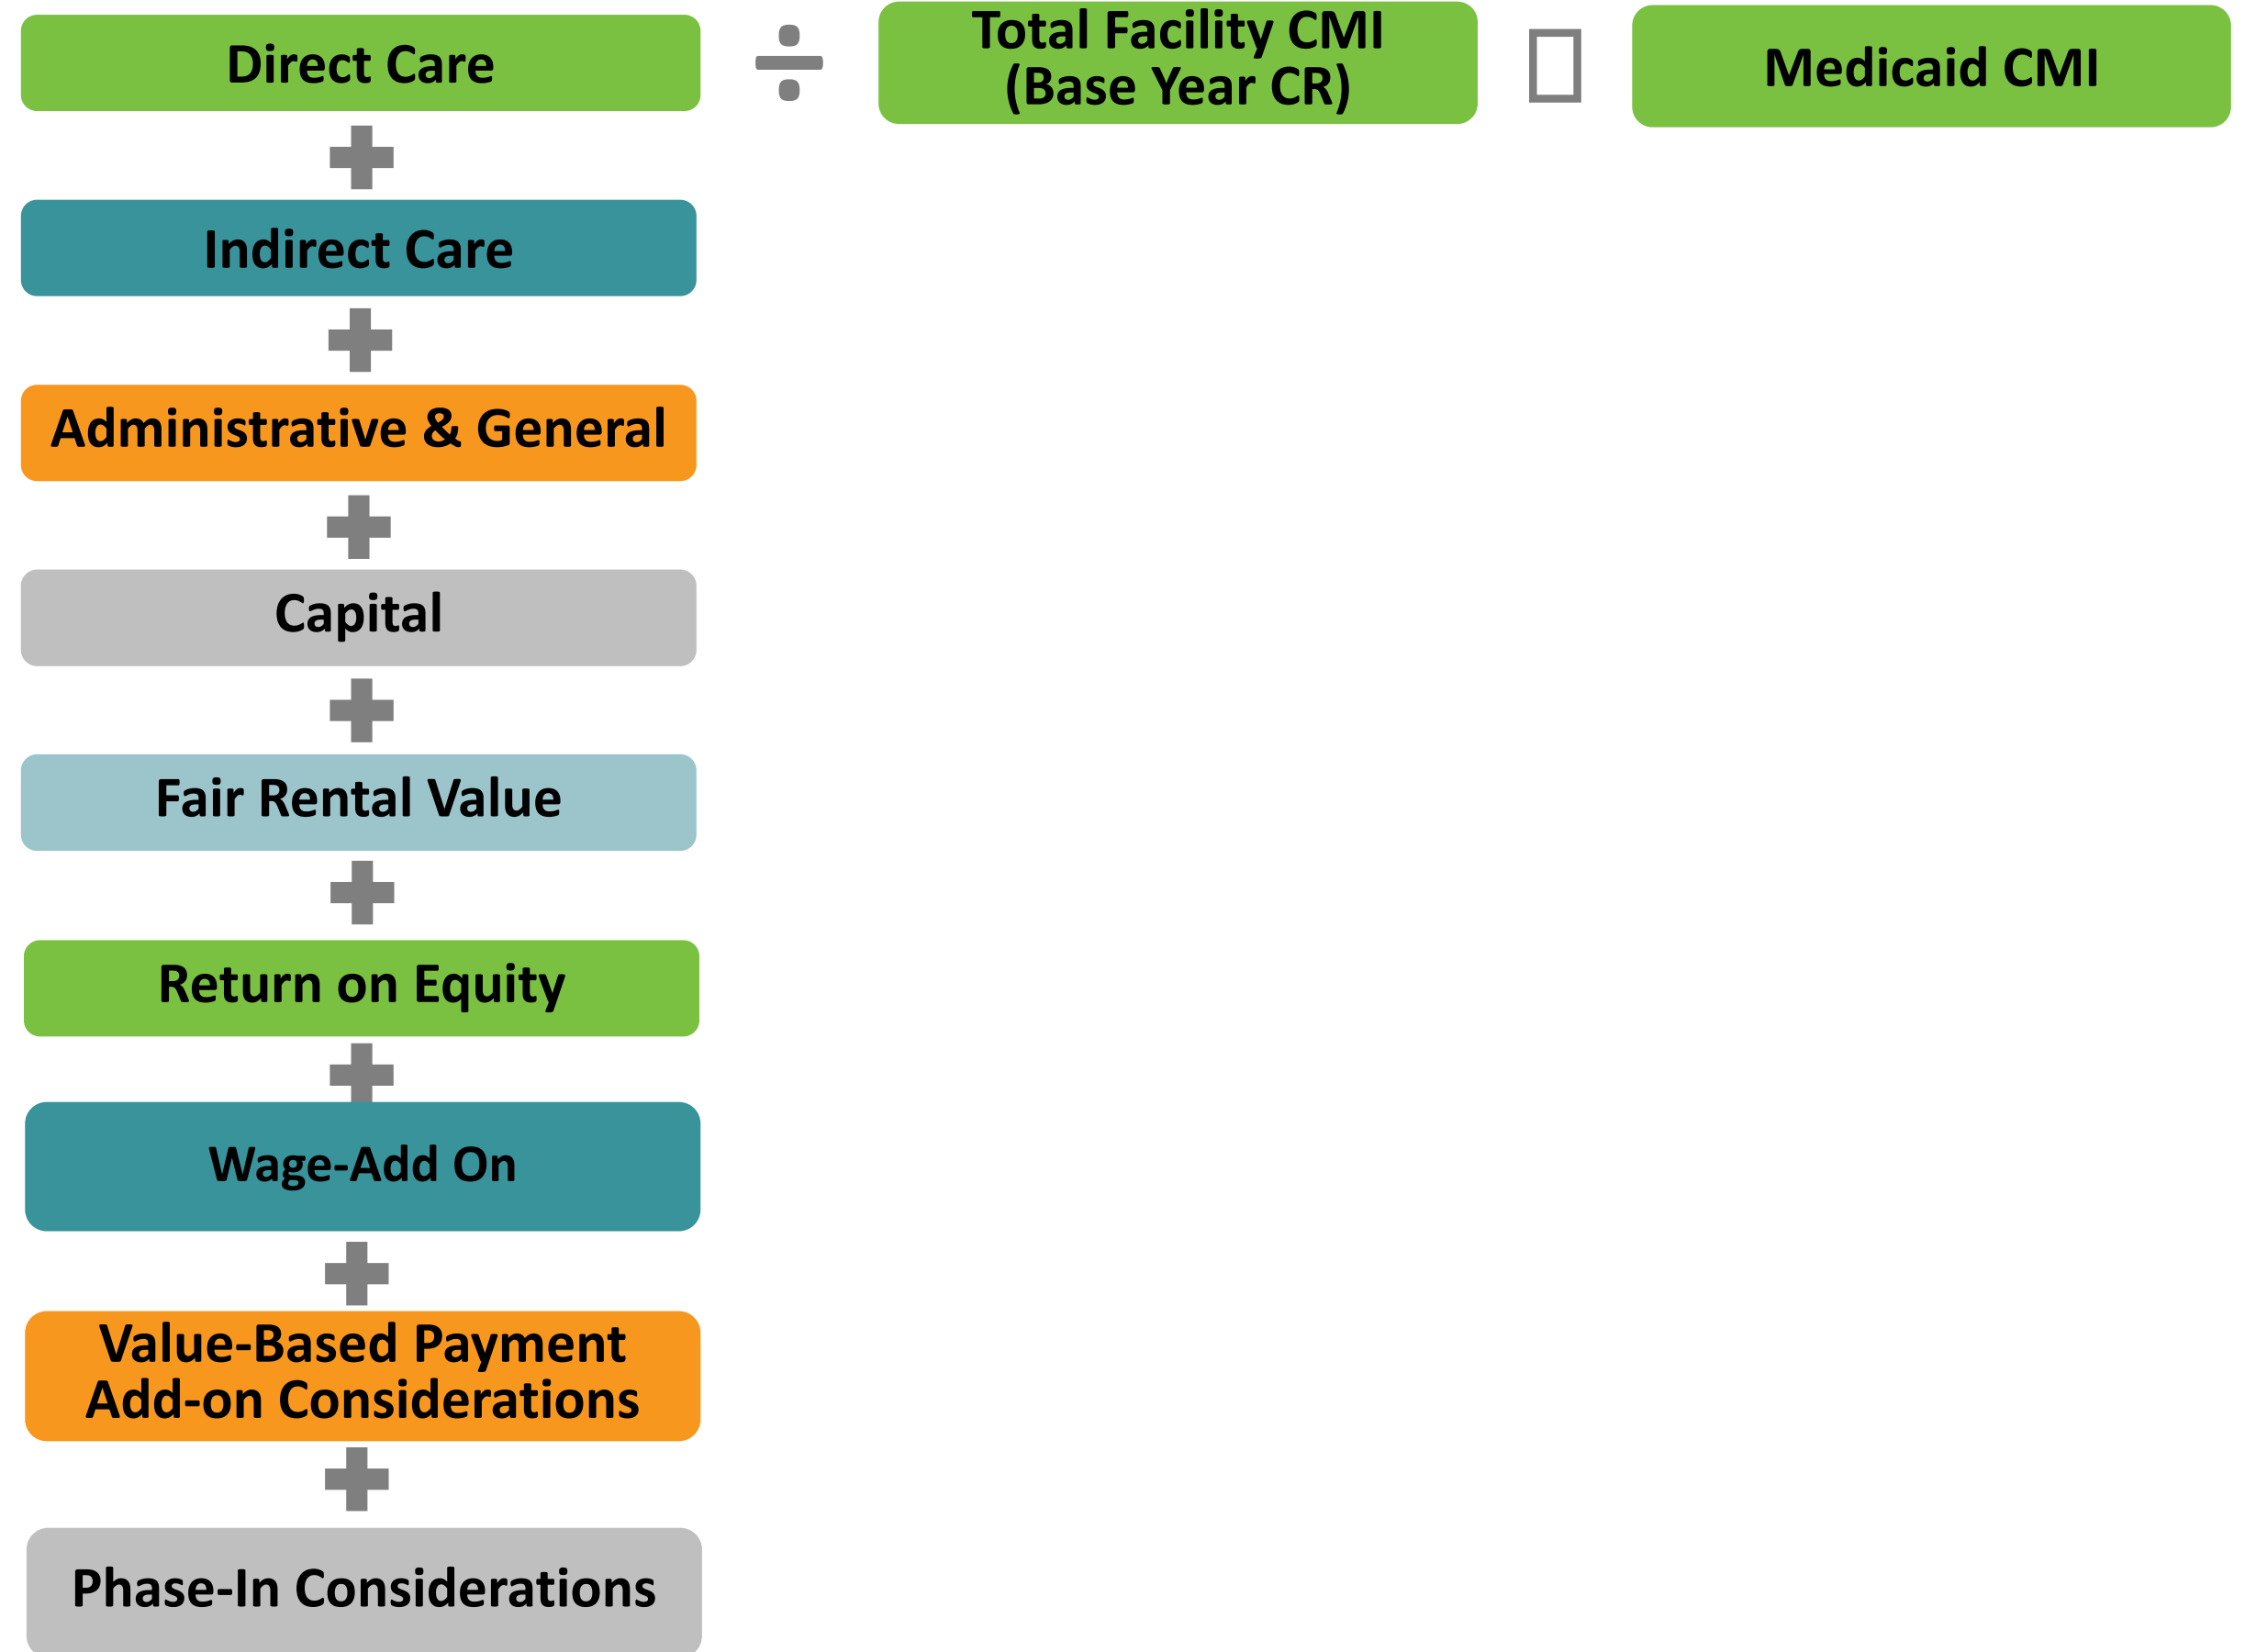 Direct Care
÷
Total Facility CMI
(Base Year CR)
Medicaid CMI
Indirect Care
Administrative & General
Capital
Fair Rental Value
Return on Equity
Wage-Add On
Value-Based Payment
Add-on Considerations
Phase-In Considerations